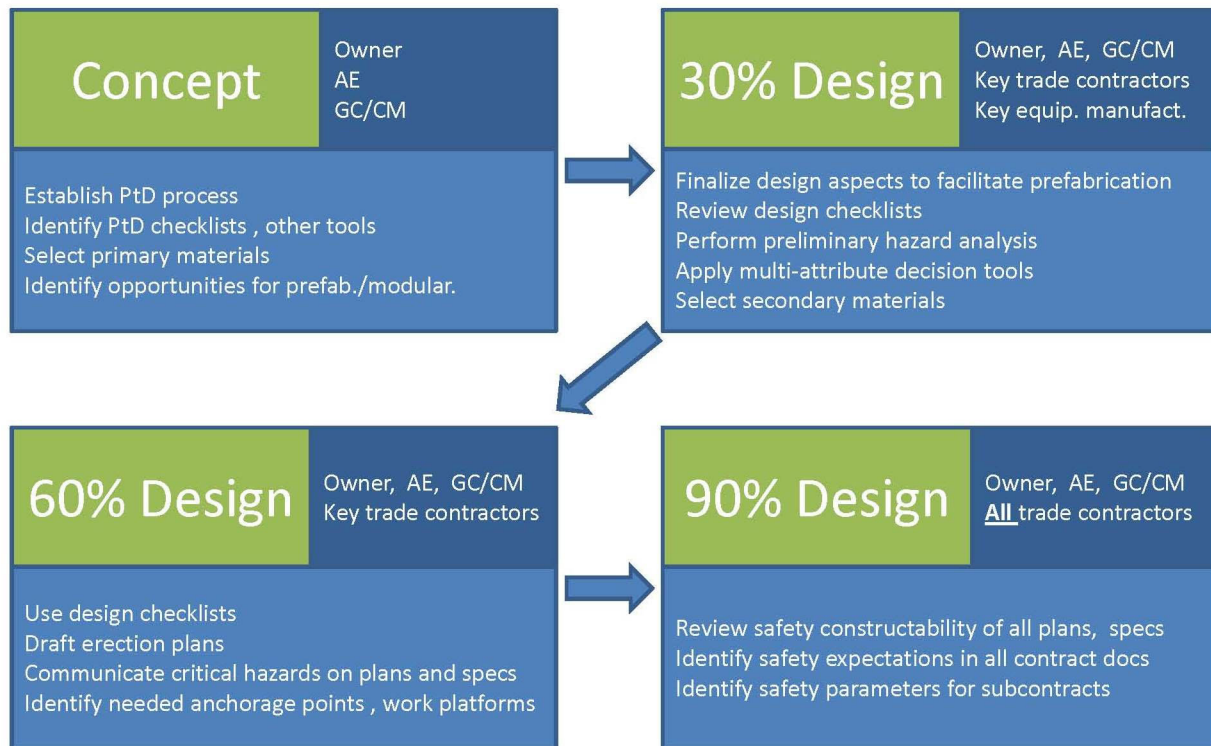 Concept
Owner
AE
GC/CM
Establish PtD process
Identify PtD checklists , other tools
Select primary materials
Identify opportunities for prefab./modular.
30% Design
Owner, AE, GC/CM
Key trade contractors
Key equip. manufact.
Finalize design aspects to facilitate prefabrication
Review design checklists
Perform preliminary hazard analysis
Apply multi-attribute decision tools
Select secondary materials
60% Design
Owner, AE, GC/CM
Key trade contractors
Use design checklists
Draft erection plans
Communicate critical hazards on plans and specs
Identify needed anchorage points , work platforms
90% Design
Owner, AE, GC/CM
All trade contractors
Review safety constructability of all plans, specs
Identify safety expectations in all contract docs
Identify safety parameters for subcontracts